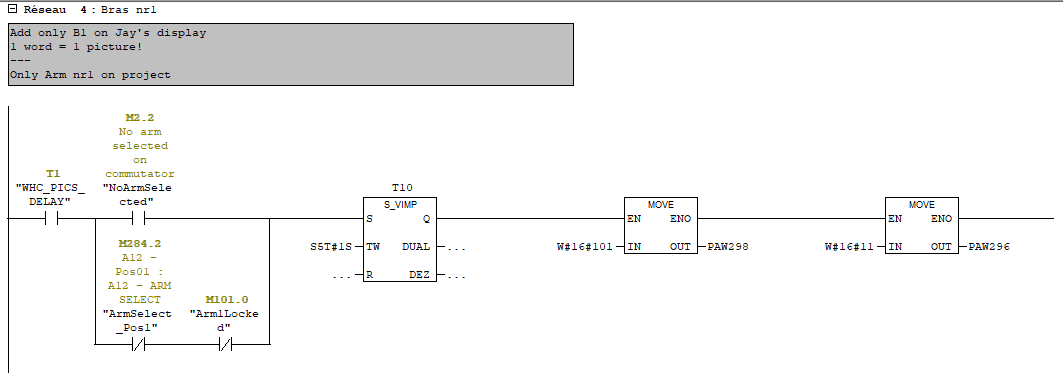 Réseau 4 : Bras nr1
Add only B1 on Jay's display
1 word = 1 picture!
---
Only Arm nr1 on project
T1
"WHC_PICS_
DELAY"
M2.2
No arm
selected
on
commutator
"NoArmSele
cted"
M284.2
A12 -
Pos01 :
A12 - ARM
SELECT
"ArmSelect
_Pos1"
M101.0
"Arm1Locke
d"
T10
S_VIMP
S Q
S5T#1S TW DUAL ...
... R DEZ ...
MOVE
EN ENO
W#16#101 IN OUT PAW298
MOVE
EN ENO
W#16#11 IN OUT PAW296